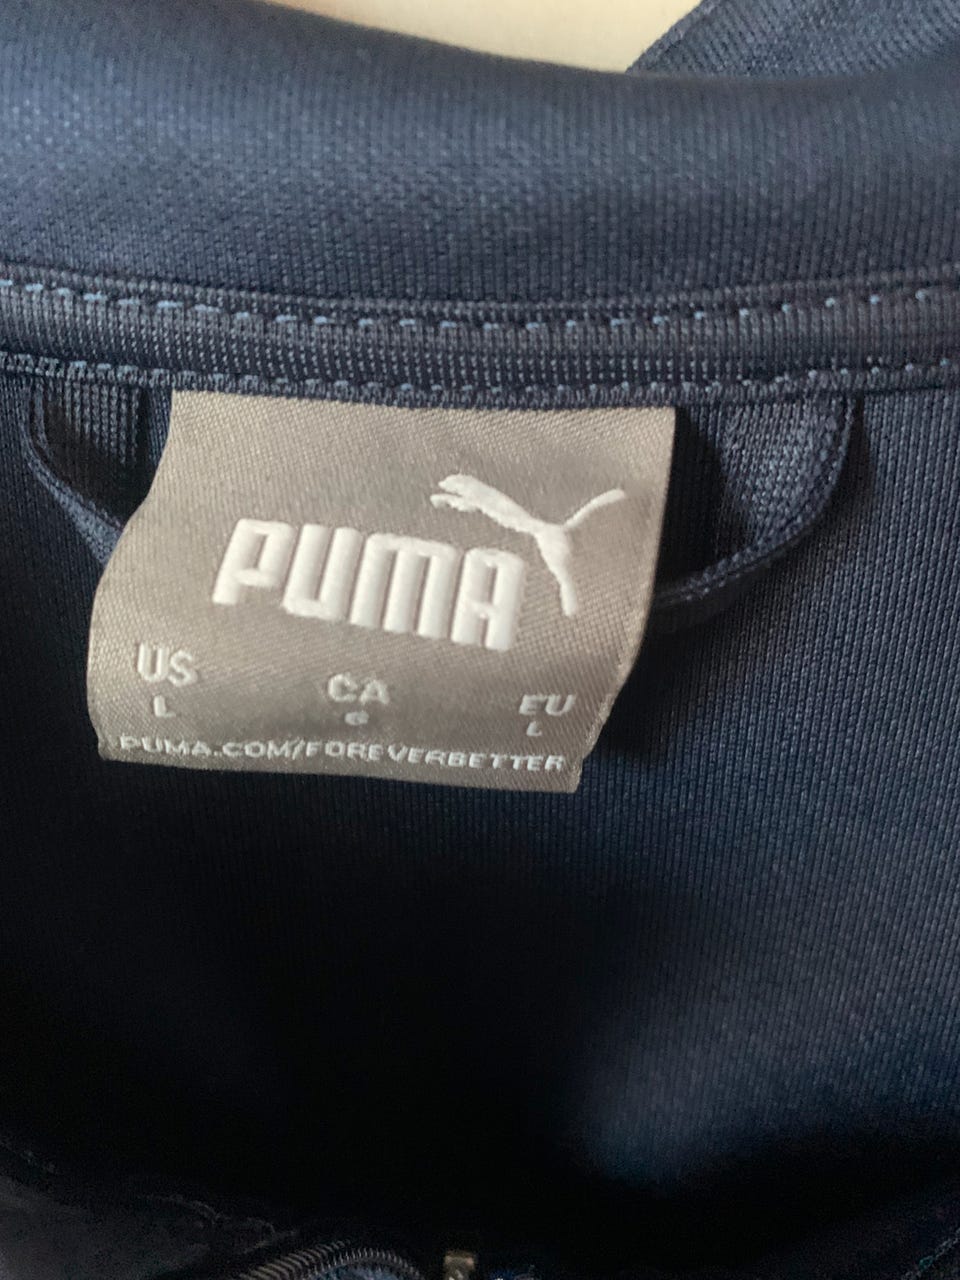 PUMA
US CA EU
L G L
PUMA.COM/FOREVERBETTER